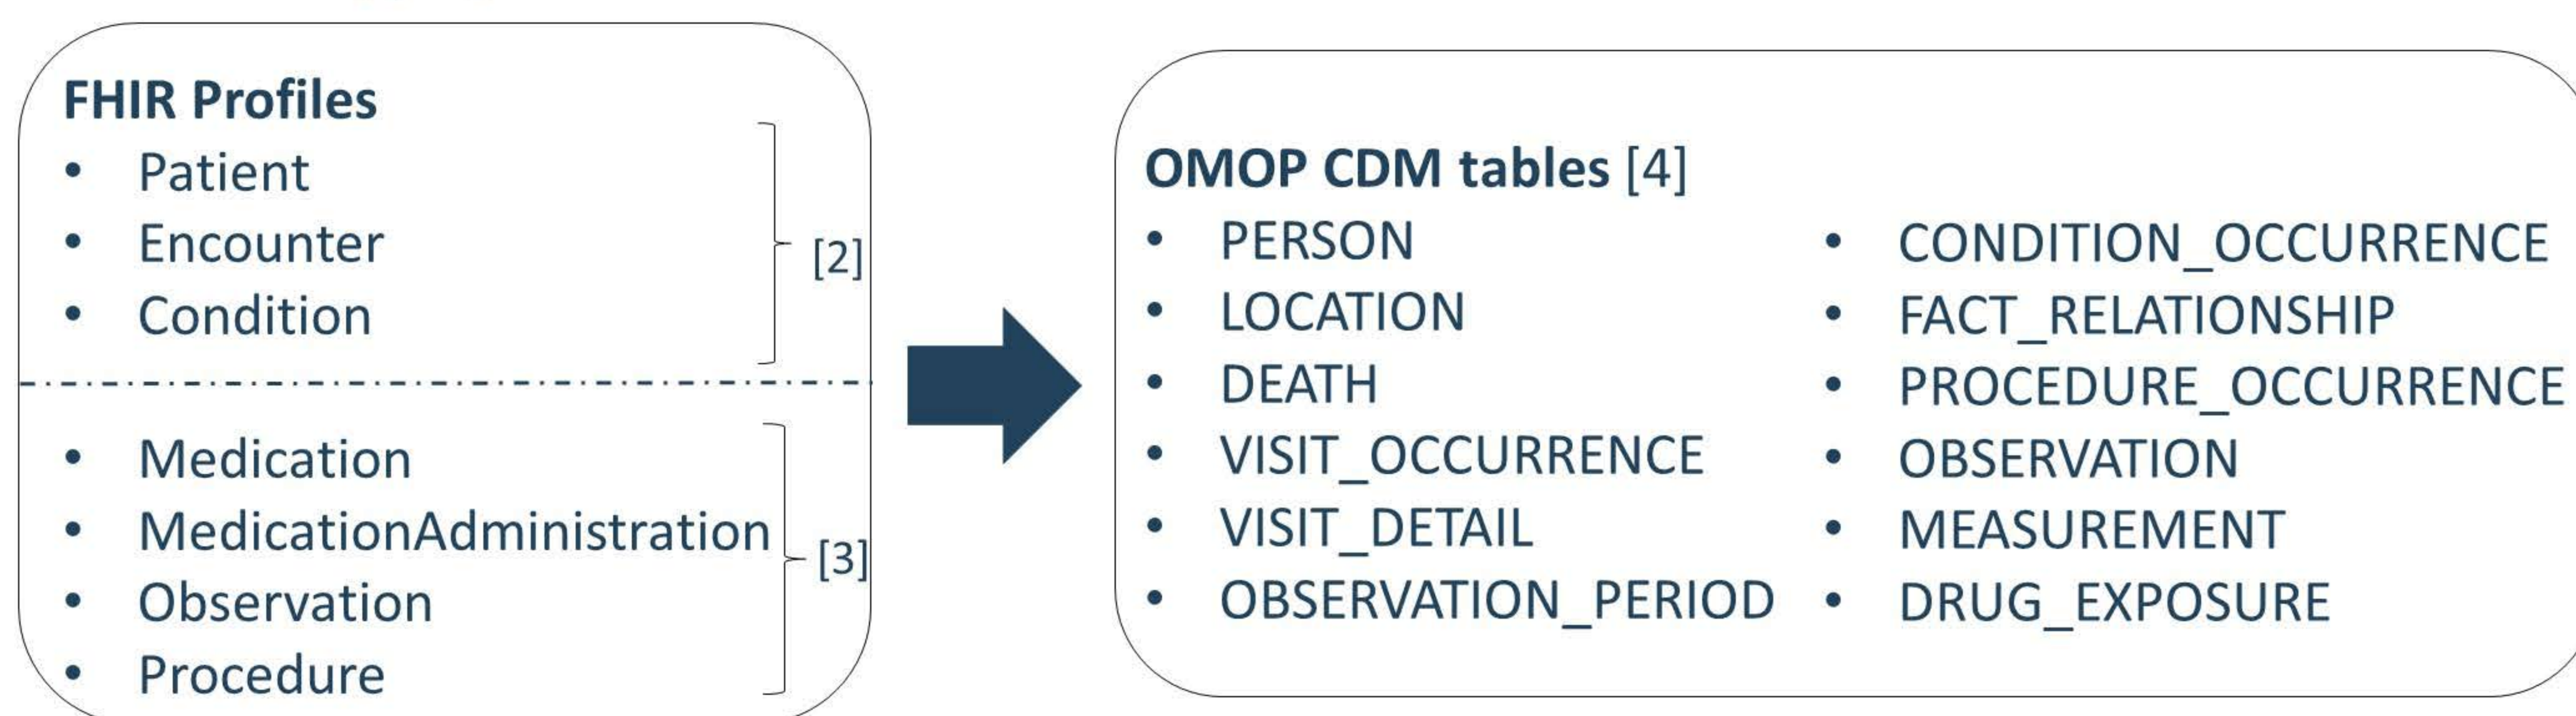 FHIR Profiles
• Patient
• Encounter
• Condition
[2]
• Medication
• MedicationAdministration
• Observation
• Procedure
[3]
OMOP CDM tables [4]
• PERSON
• LOCATION
• DEATH
• VISIT_OCCURRENCE
• VISIT_DETAIL
• OBSERVATION_PERIOD
• CONDITION_OCCURRENCE
• FACT_RELATIONSHIP
• PROCEDURE_OCCURRENCE
• OBSERVATION
• MEASUREMENT
• DRUG_EXPOSURE